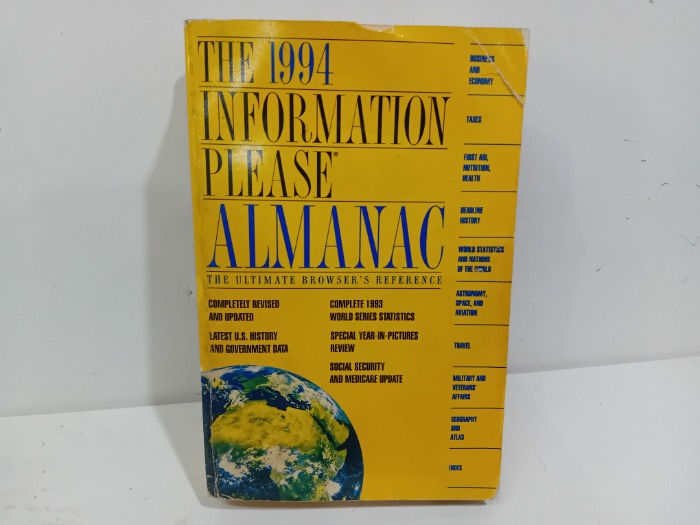 THE 1994
INFORMATION
PLEASE®
ALMANAC
THE ULTIMATE BROWSER'S REFERENCE
COMPLETELY REVISED
AND UPDATED
LATEST U.S. HISTORY
AND GOVERNMENT DATA
COMPLETE 1993
WORLD SERIES STATISTICS
SPECIAL YEAR-IN-PICTURES
REVIEW
SOCIAL SECURITY
AND MEDICARE UPDATE
BUSINESS
AND
ECONOMY
TAXES
FIRST AID,
NUTRITION,
HEALTH
HEADLINE
HISTORY
WORLD STATISTICS
AND NATIONS
OF THE WORLD
ASTRONOMY,
SPACE, AND
AVIATION
TRAVEL
MILITARY AND
VETERANS'
AFFAIRS
GEOGRAPHY
AND
ATLAS
INDEX